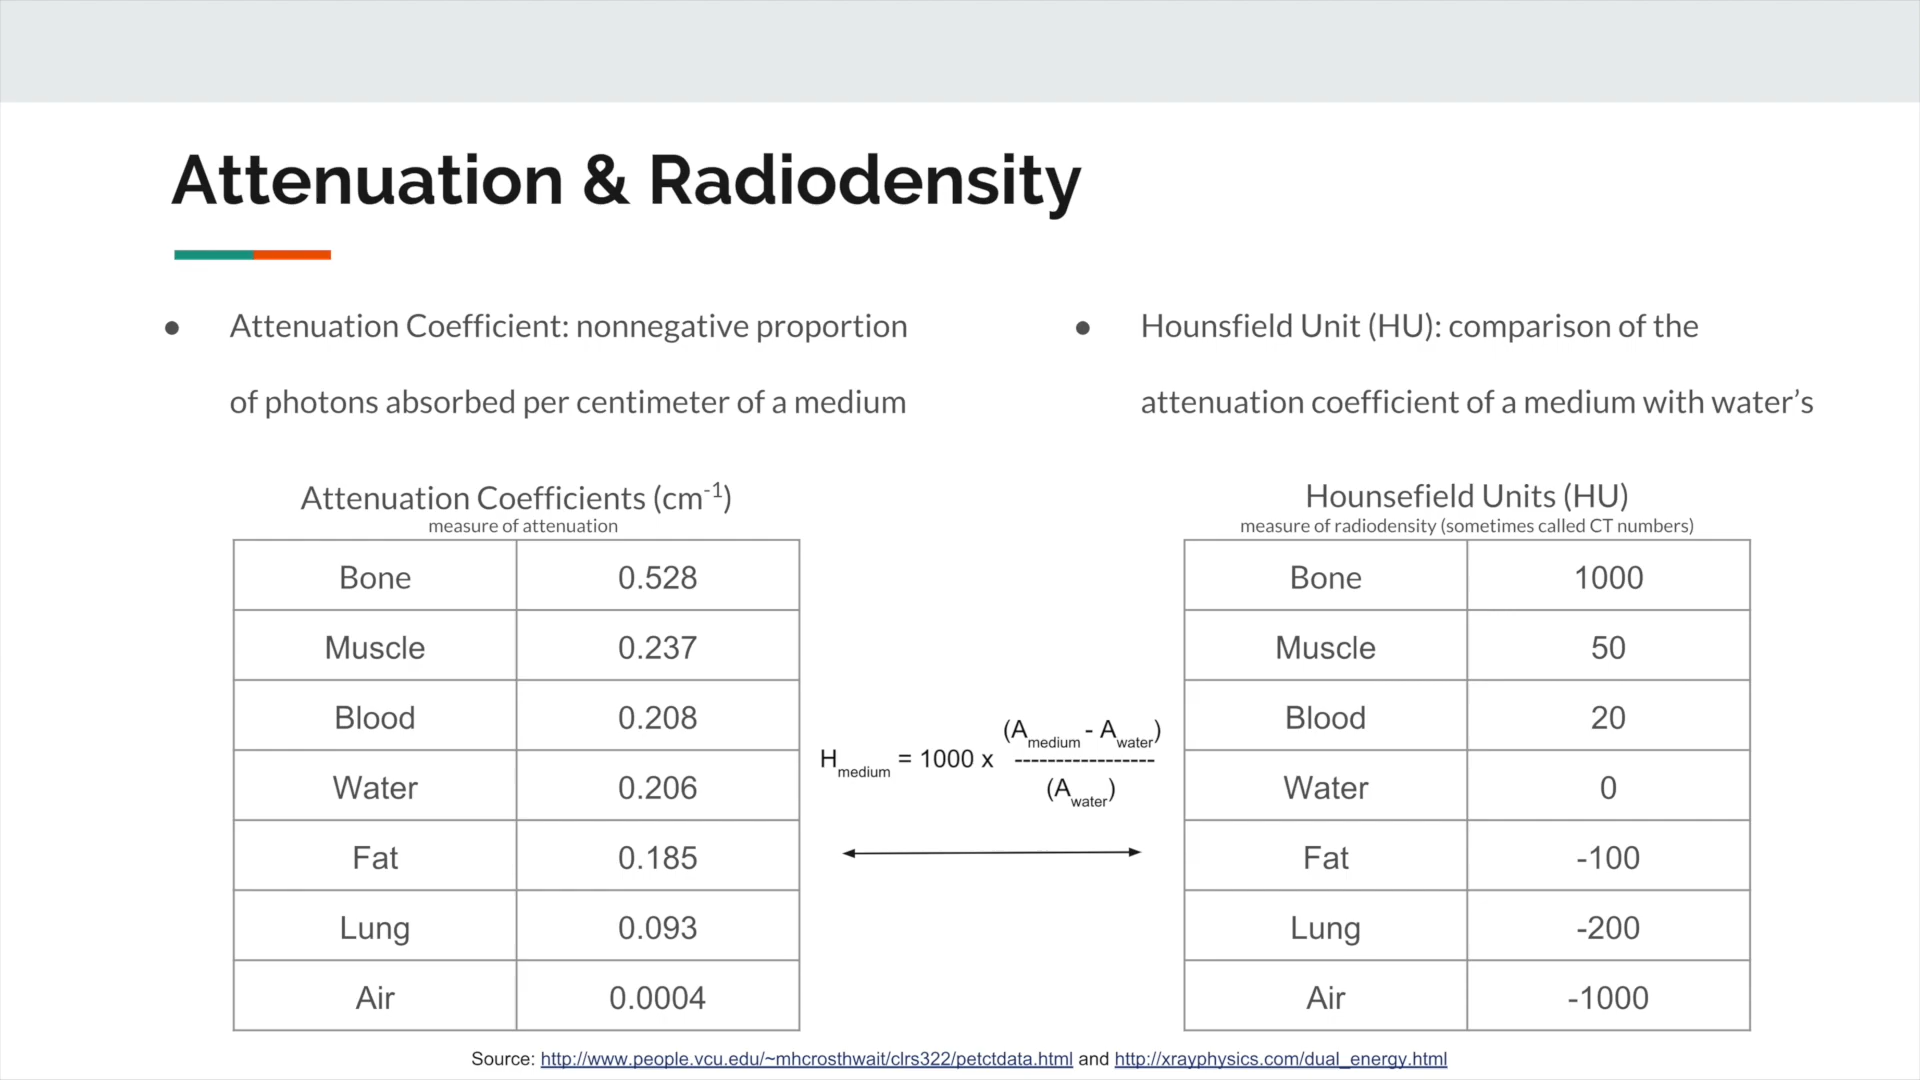 Attenuation & Radiodensity
● Attenuation Coefficient: nonnegative proportion
of photons absorbed per centimeter of a medium
● Hounsfield Unit (HU): comparison of the
attenuation coefficient of a medium with water’s
Attenuation Coefficients (cm⁻¹)
measure of attenuation
Bone 0.528
Muscle 0.237
Blood 0.208
Water 0.206
Fat 0.185
Lung 0.093
Air 0.0004
(Amedium - Awater)
Hmedium = 1000 x -----------------
(Awater)
Hounsefield Units (HU)
measure of radiodensity (sometimes called CT numbers)
Bone 1000
Muscle 50
Blood 20
Water 0
Fat -100
Lung -200
Air -1000
Source: http://www.people.vcu.edu/~mhcrosthwait/clrs322/petctdata.html and http://xrayphysics.com/dual_energy.html